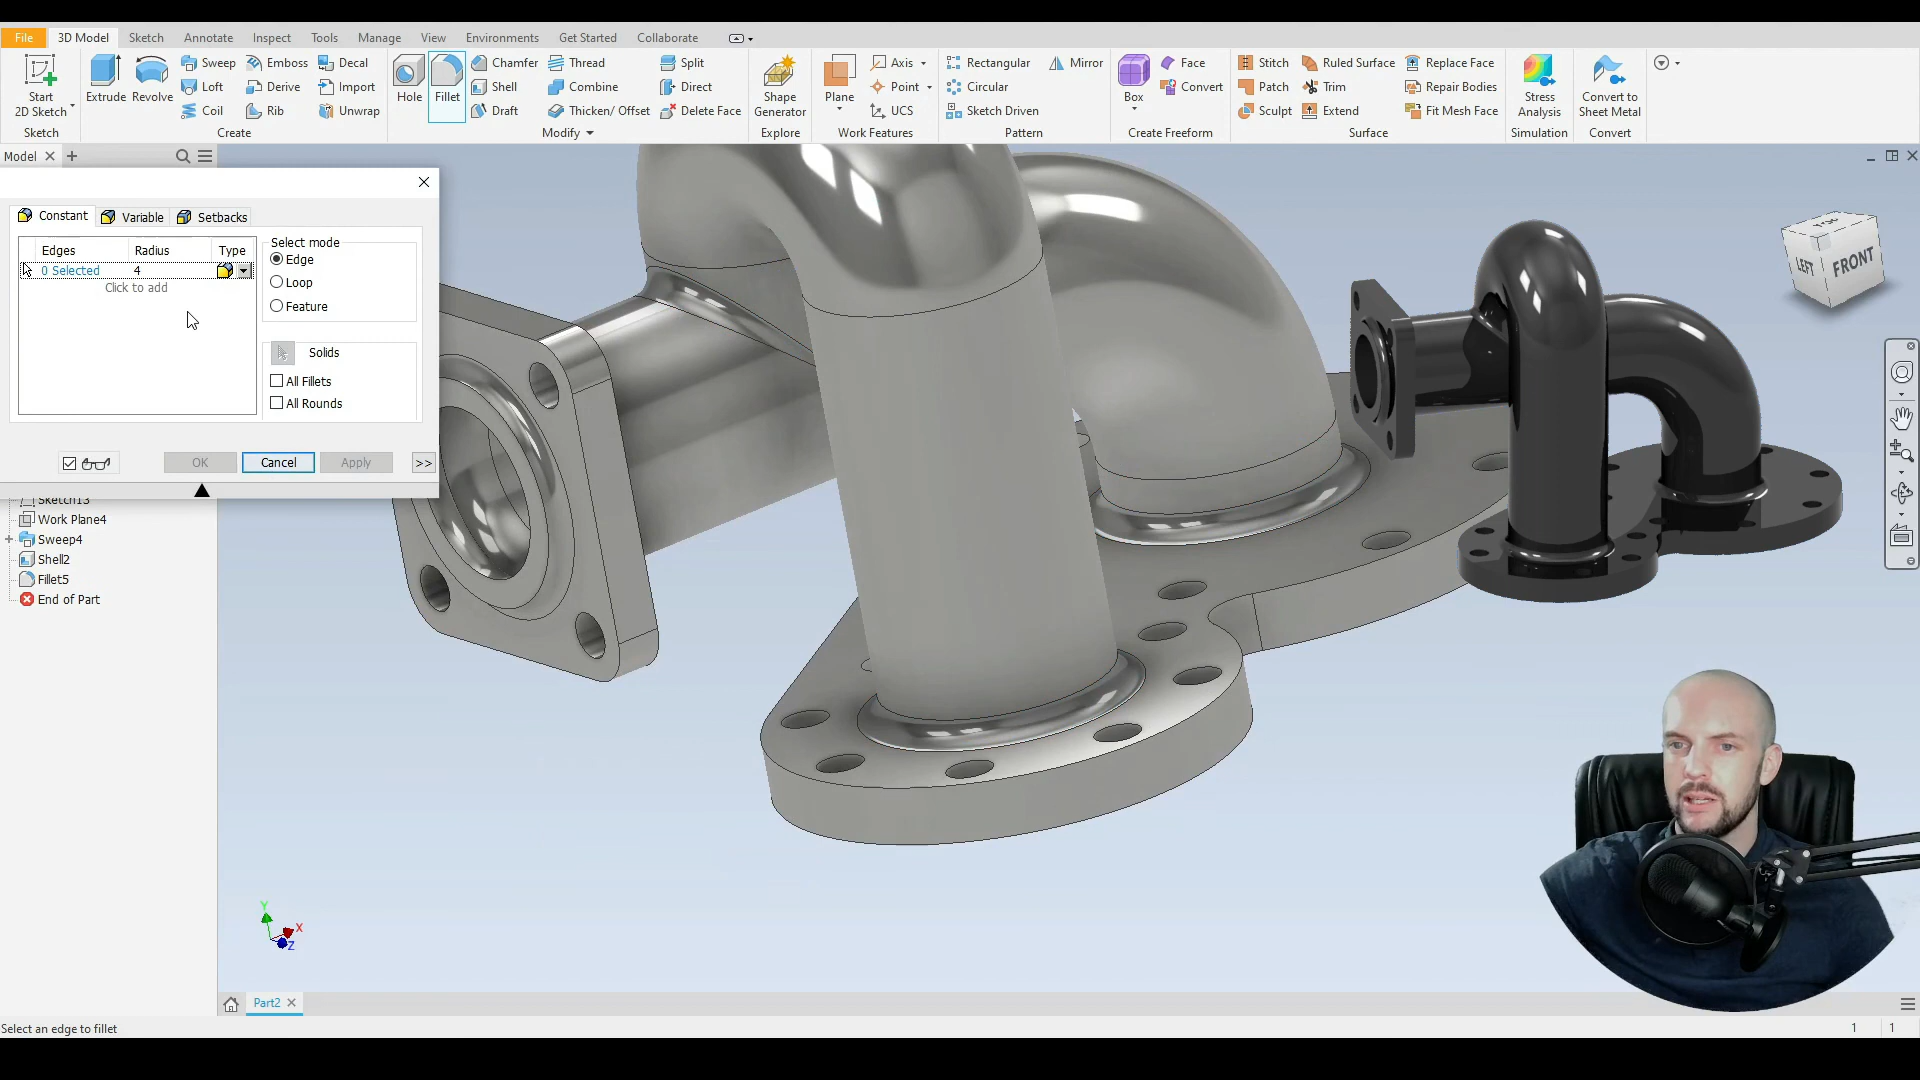 File 3D Model Sketch Annotate Inspect Tools Manage View Environments Get Started Collaborate
Start
2D Sketch
Sketch
Extrude
Revolve
Sweep
Loft
Coil
Emboss
Derive
Rib
Decal
Import
Unwrap
Create
Hole
Fillet
Chamfer
Shell
Draft
Thread
Combine
Thicken/ Offset
Split
Direct
Delete Face
Modify
Shape
Generator
Explore
Plane
Axis
Point
UCS
Work Features
Rectangular
Circular
Sketch Driven
Mirror
Pattern
Box
Face
Convert
Create Freeform
Stitch
Patch
Sculpt
Ruled Surface
Trim
Extend
Replace Face
Repair Bodies
Fit Mesh Face
Surface
Stress
Analysis
Simulation
Convert to
Sheet Metal
Convert
Model
Constant Variable Setbacks
Edges Radius Type
0 Selected 4
Click to add
Select mode
Edge
Loop
Feature
Solids
All Fillets
All Rounds
OK Cancel Apply >>
Sketch13
Work Plane4
Sweep4
Shell2
Fillet5
End of Part
TOP
LEFT
FRONT
Y
X
Z
Part2
Select an edge to fillet
1 1